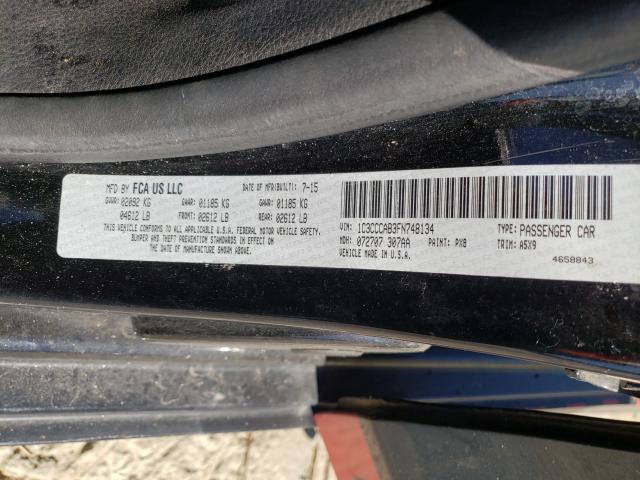 MFD BY FCA US LLC DATE OF MFR(BUILT): 7-15
GVWR: 02092 KG GAWR: 01185 KG GAWR: 01185 KG
04612 LB FRONT: 02612 LB REAR: 02612 LB
THIS VEHICLE CONFORMS TO ALL APPLICABLE U.S.A. FEDERAL MOTOR VEHICLE SAFETY,
BUMPER AND THEFT PREVENTION STANDARDS IN EFFECT ON
THE DATE OF MANUFACTURE SHOWN ABOVE.
VIN: 1C3CCCAB3FN748134 TYPE: PASSENGER CAR
MDH: 072707 307AA PAINT: PX8 TRIM: A5X9
VEHICLE MADE IN U.S.A.
4658843